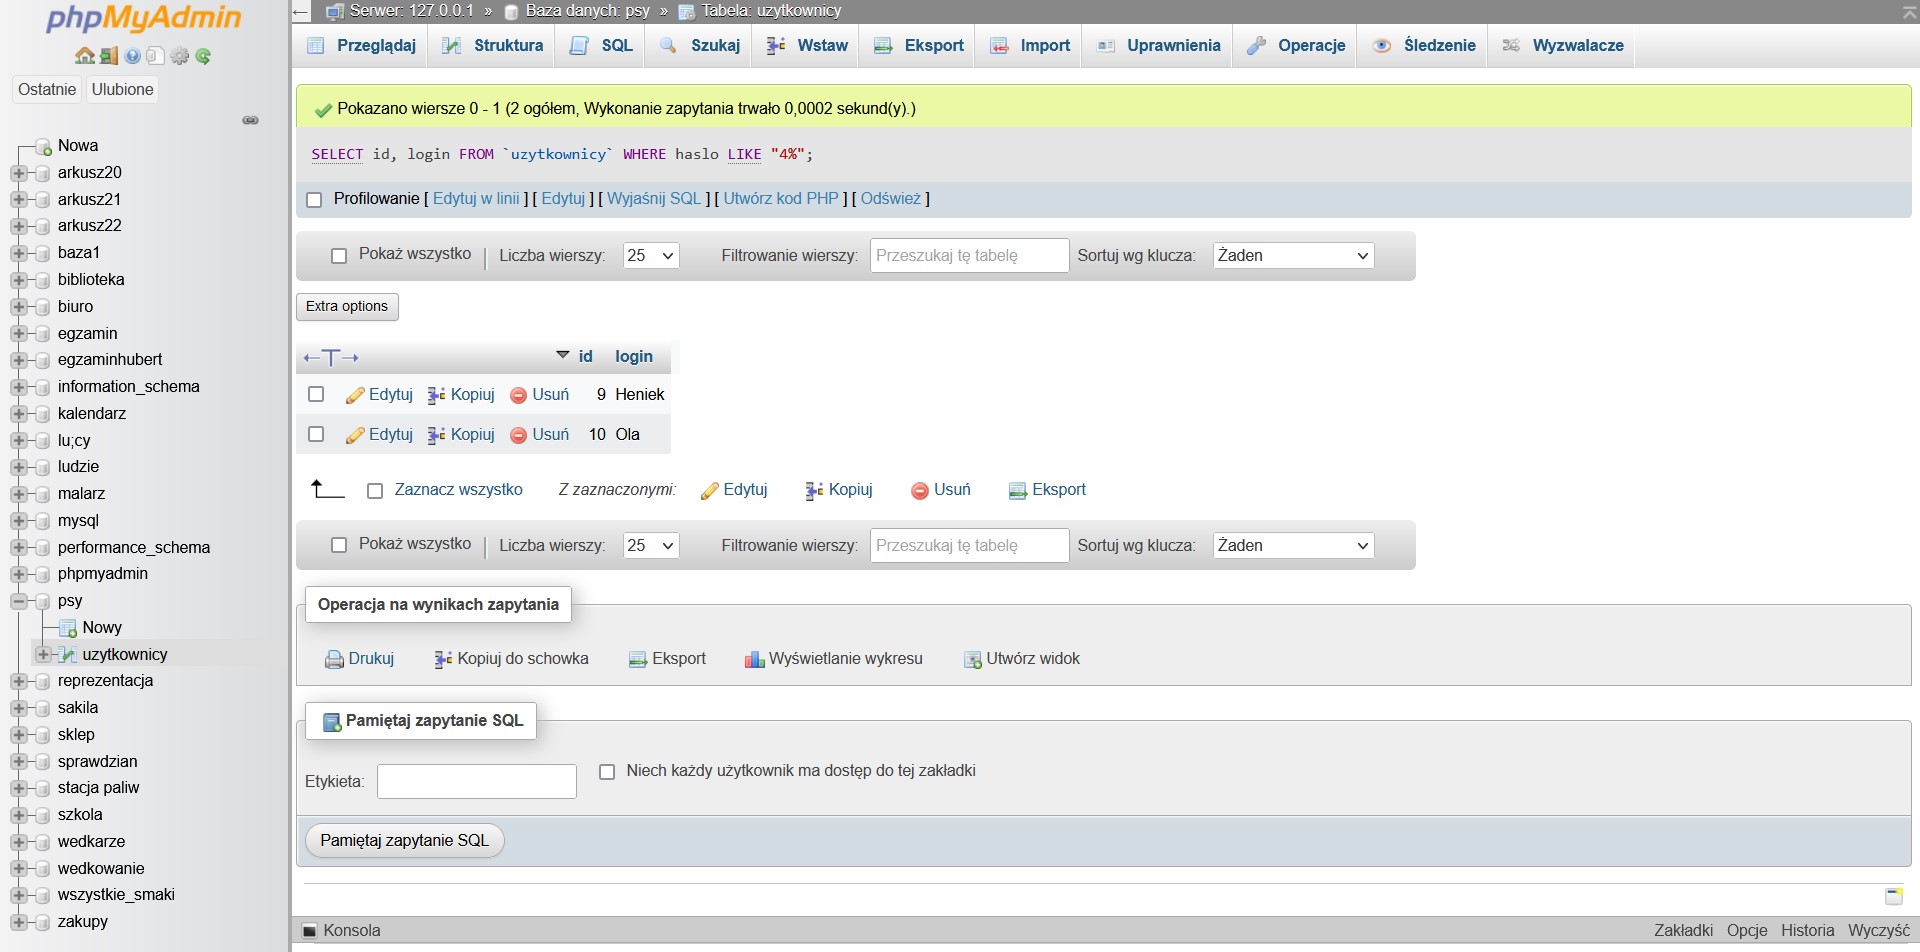 phpMyAdmin
Ostatnie Ulubione
Nowa
arkusz20
arkusz21
arkusz22
baza1
biblioteka
biuro
egzamin
egzaminhubert
information_schema
kalendarz
lu;cy
ludzie
malarz
mysql
performance_schema
phpmyadmin
psy
Nowy
uzytkownicy
reprezentacja
sakila
sklep
sprawdzian
stacja paliw
szkola
wedkarze
wedkowanie
wszystkie_smaki
zakupy
Serwer: 127.0.0.1 » Baza danych: psy » Tabela: uzytkownicy
Przeglądaj Struktura SQL Szukaj Wstaw Eksport Import Uprawnienia Operacje Śledzenie Wyzwalacze
Pokazano wiersze 0 - 1 (2 ogółem, Wykonanie zapytania trwało 0,0002 sekund(y).)
SELECT id, login FROM `uzytkownicy` WHERE haslo LIKE "4%";
Profilowanie [ Edytuj w linii ] [ Edytuj ] [ Wyjaśnij SQL ] [ Utwórz kod PHP ] [ Odśwież ]
Pokaż wszystko | Liczba wierszy: 25 Filtrowanie wierszy: Przeszukaj tę tabelę Sortuj wg klucza: Żaden
Extra options
←T→ id login
Edytuj Kopiuj Usuń 9 Heniek
Edytuj Kopiuj Usuń 10 Ola
Zaznacz wszystko Z zaznaczonymi: Edytuj Kopiuj Usuń Eksport
Pokaż wszystko | Liczba wierszy: 25 Filtrowanie wierszy: Przeszukaj tę tabelę Sortuj wg klucza: Żaden
Operacja na wynikach zapytania
Drukuj Kopiuj do schowka Eksport Wyświetlanie wykresu Utwórz widok
Pamiętaj zapytanie SQL
Etykieta: Niech każdy użytkownik ma dostęp do tej zakładki
Pamiętaj zapytanie SQL
Konsola Zakładki Opcje Historia Wyczyść